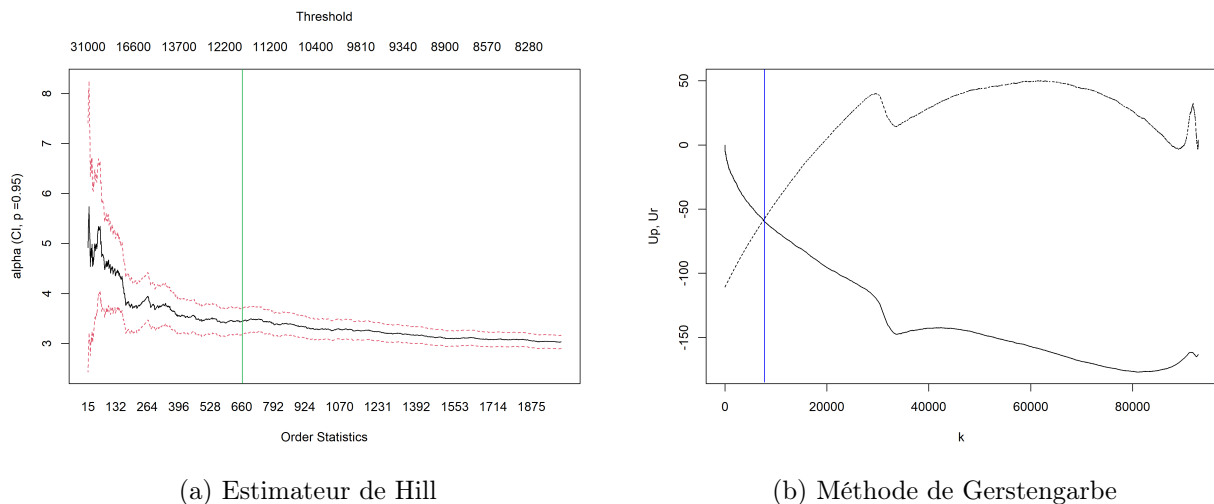 Threshold
31000 16600 13700 12200 11200 10400 9810 9340 8900 8570 8280
alpha (CI, p =0.95)
8
7
6
5
4
3
15 132 264 396 528 660 792 924 1070 1231 1392 1553 1714 1875
Order Statistics
(a) Estimateur de Hill
Up, Ur
50
0
-50
-100
-150
0 20000 40000 60000 80000
k
(b) Méthode de Gerstengarbe